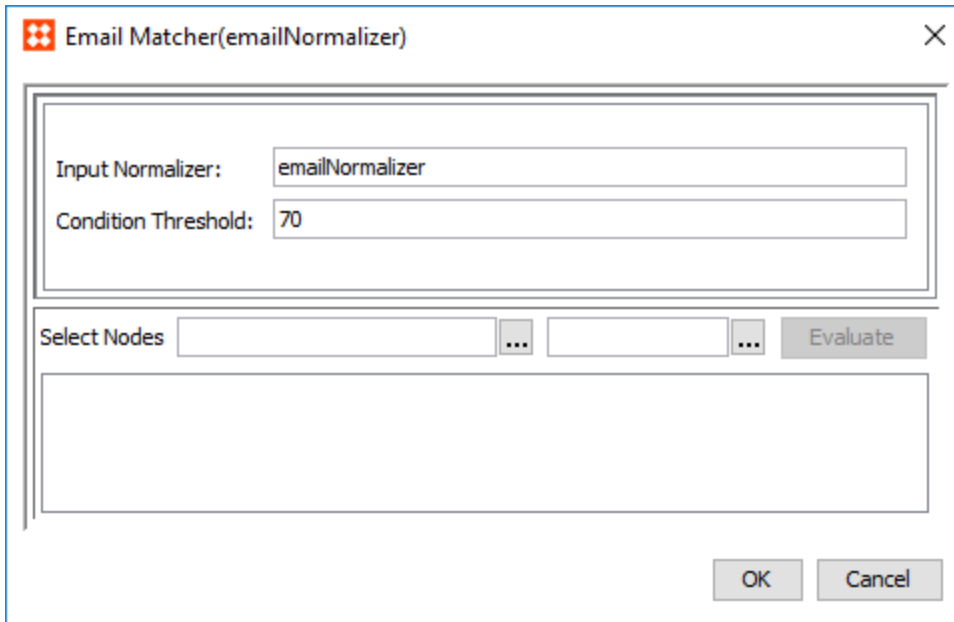 Email Matcher(emailNormalizer)
Input Normalizer: emailNormalizer
Condition Threshold: 70
Select Nodes ... ... Evaluate
OK Cancel